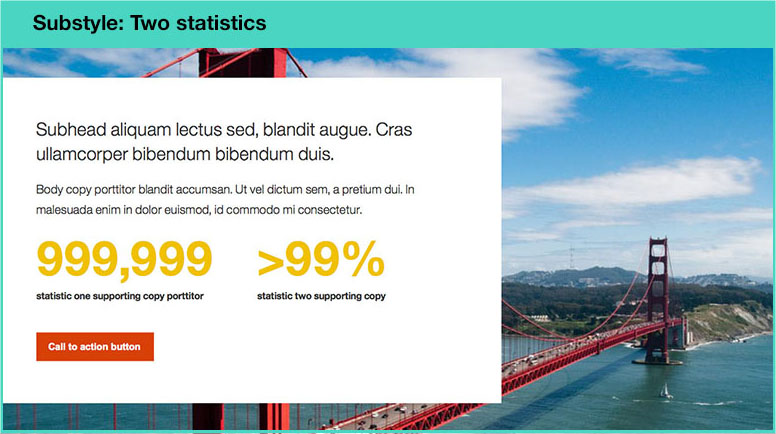 Substyle: Two statistics
Subhead aliquam lectus sed, blandit augue. Cras
ullamcorper bibendum bibendum duis.
Body copy porttitor blandit accumsan. Ut vel dictum sem, a pretium dui. In
malesuada enim in dolor euismod, id commodo mi consectetur.
999,999 >99%
statistic one supporting copy porttitor statistic two supporting copy
Call to action button